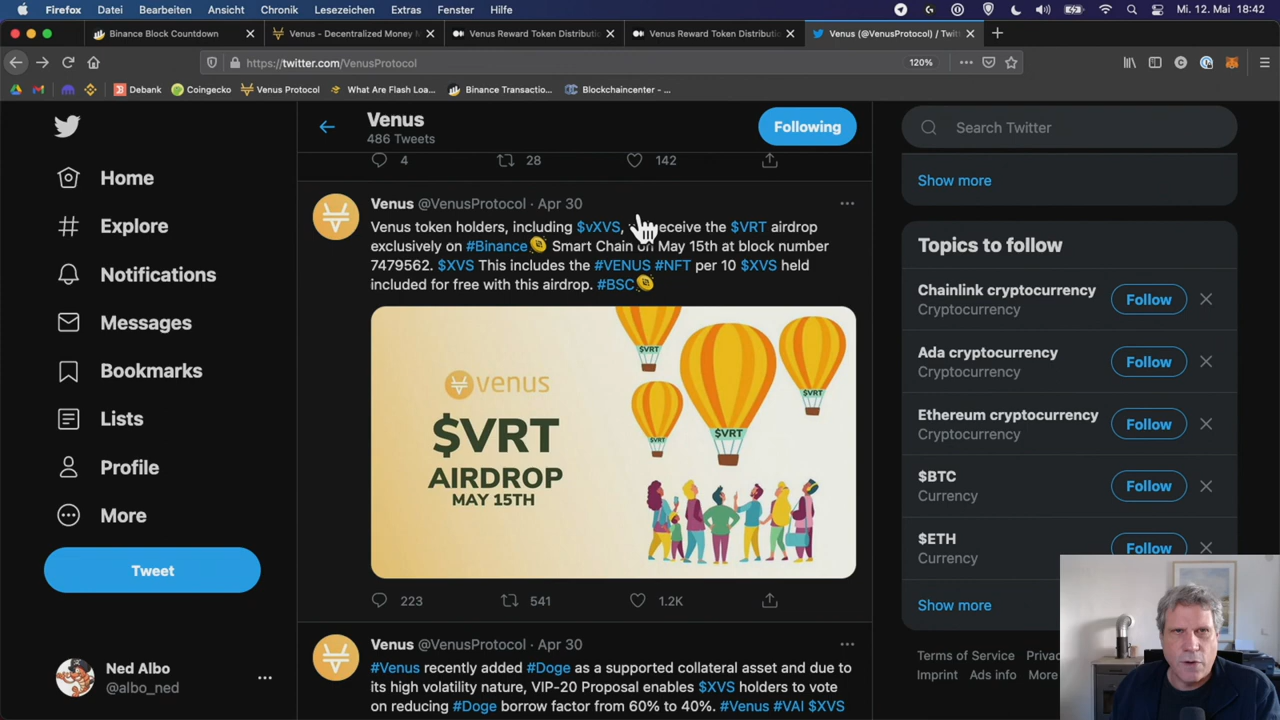 Firefox Datei Bearbeiten Ansicht Chronik Lesezeichen Extras Fenster Hilfe Mi. 12. Mai 18:42
Binance Block Countdown
Venus - Decentralized Money M
Venus Reward Token Distributio
Venus Reward Token Distributio
Venus (@VenusProtocol) / Twitt
https://twitter.com/VenusProtocol 120%
Debank Coingecko Venus Protocol What Are Flash Loa... Binance Transactio... Blockchaincenter - ...
Home
Explore
Notifications
Messages
Bookmarks
Lists
Profile
More
Tweet
Ned Albo
@albo_ned
Venus
486 Tweets
Following
4 28 142
Venus @VenusProtocol · Apr 30
Venus token holders, including $vXVS, receive the $VRT airdrop
exclusively on #Binance Smart Chain on May 15th at block number
7479562. $XVS This includes the #VENUS #NFT per 10 $XVS held
included for free with this airdrop. #BSC
venus
$VRT
AIRDROP
MAY 15TH
$VRT
$VRT
$VRT
$VRT
223 541 1.2K
Venus @VenusProtocol · Apr 30
#Venus recently added #Doge as a supported collateral asset and due to
its high volatility nature, VIP-20 Proposal enables $XVS holders to vote
on reducing #Doge borrow factor from 60% to 40%. #Venus #VAI $XVS
Search Twitter
Show more
Topics to follow
Chainlink cryptocurrency
Cryptocurrency
Follow
Ada cryptocurrency
Cryptocurrency
Follow
Ethereum cryptocurrency
Cryptocurrency
Follow
$BTC
Currency
Follow
$ETH
Currency
Follow
Show more
Terms of Service
Imprint Ads info